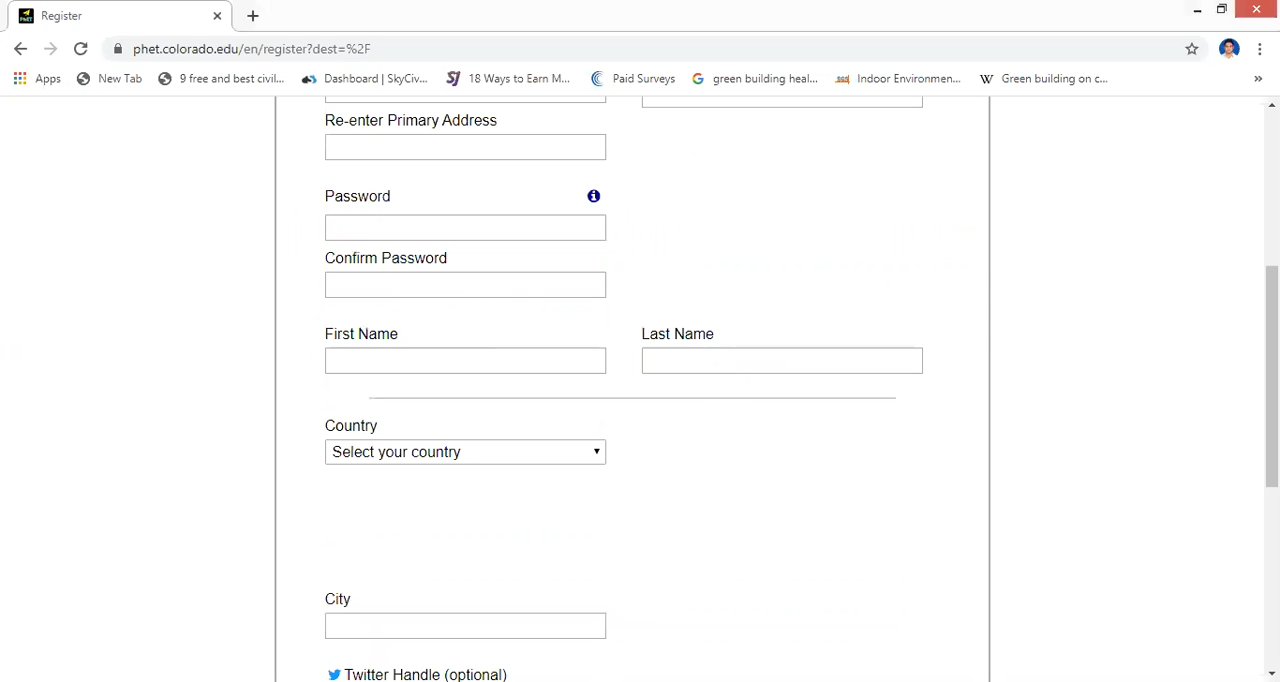 Register
phet.colorado.edu/en/register?dest=%2F
Apps New Tab 9 free and best civil... Dashboard | SkyCiv... 18 Ways to Earn M... Paid Surveys green building heal... Indoor Environmen... Green building on c... »
Re-enter Primary Address
Password
Confirm Password
First Name Last Name
Country
Select your country
City
Twitter Handle (optional)